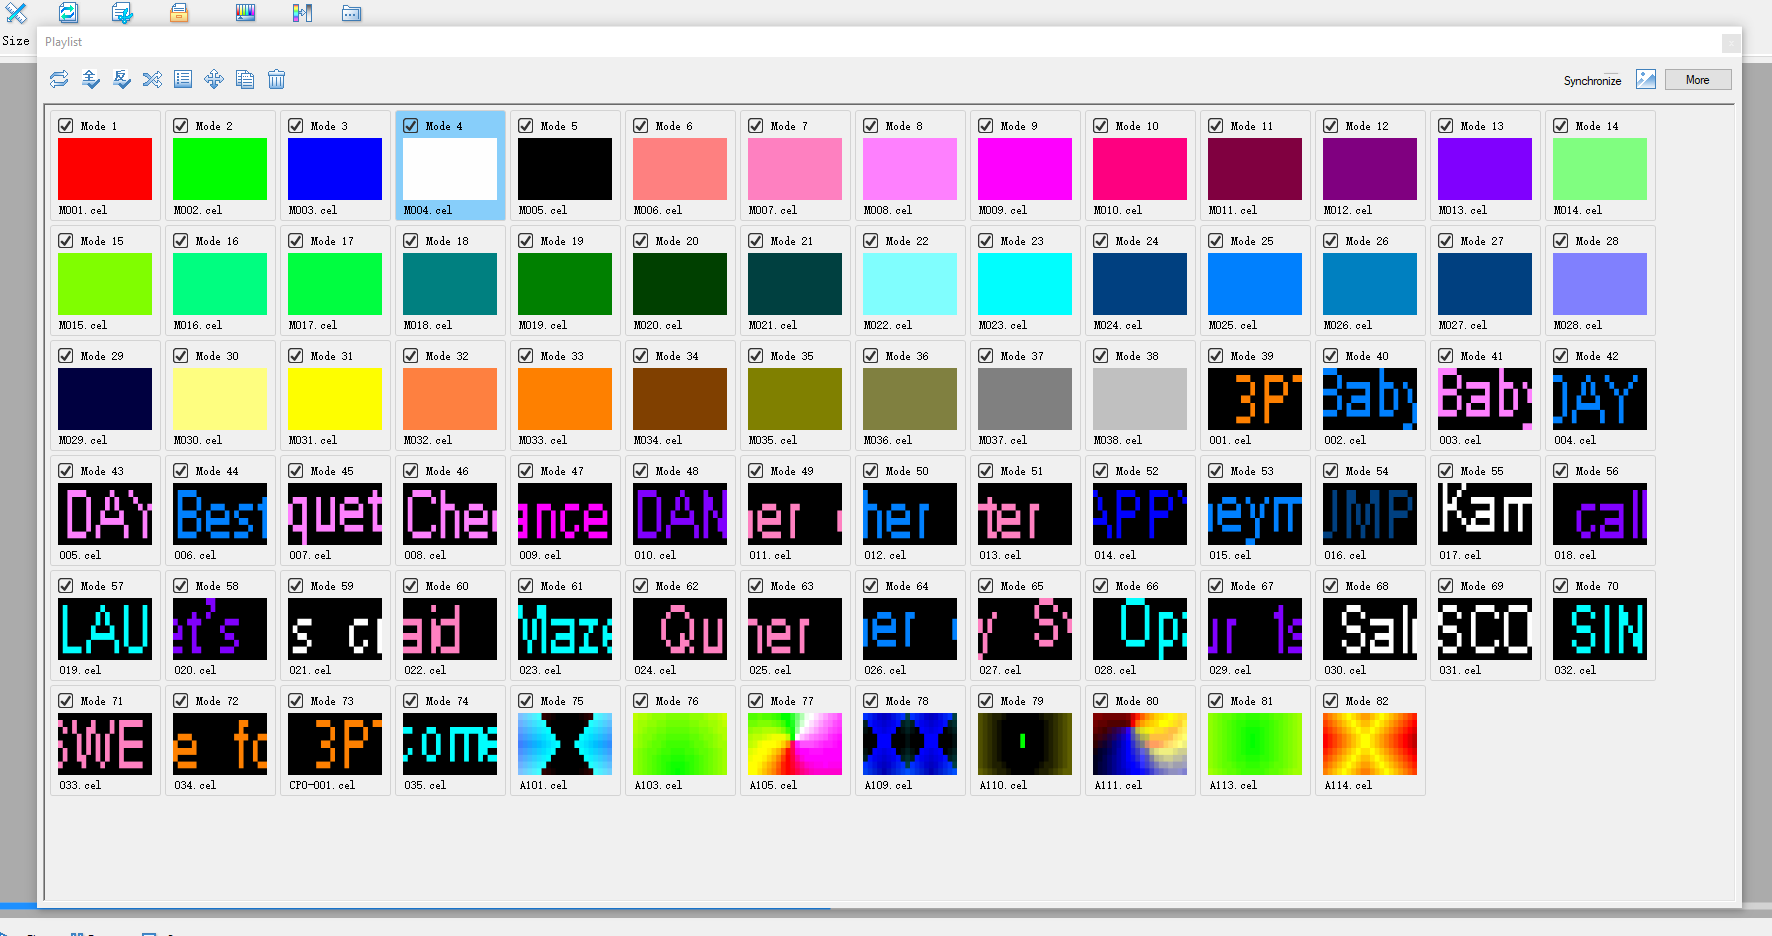 Size
Playlist
全 反
Synchronize More
Mode 1 Mode 2 Mode 3 Mode 4 Mode 5 Mode 6 Mode 7 Mode 8 Mode 9 Mode 10 Mode 11 Mode 12 Mode 13 Mode 14
M001.cel M002.cel M003.cel M004.cel M005.cel M006.cel M007.cel M008.cel M009.cel M010.cel M011.cel M012.cel M013.cel M014.cel
Mode 15 Mode 16 Mode 17 Mode 18 Mode 19 Mode 20 Mode 21 Mode 22 Mode 23 Mode 24 Mode 25 Mode 26 Mode 27 Mode 28
M015.cel M016.cel M017.cel M018.cel M019.cel M020.cel M021.cel M022.cel M023.cel M024.cel M025.cel M026.cel M027.cel M028.cel
Mode 29 Mode 30 Mode 31 Mode 32 Mode 33 Mode 34 Mode 35 Mode 36 Mode 37 Mode 38 Mode 39 Mode 40 Mode 41 Mode 42
3P Baby Baby DAY
M029.cel M030.cel M031.cel M032.cel M033.cel M034.cel M035.cel M036.cel M037.cel M038.cel 001.cel 002.cel 003.cel 004.cel
Mode 43 Mode 44 Mode 45 Mode 46 Mode 47 Mode 48 Mode 49 Mode 50 Mode 51 Mode 52 Mode 53 Mode 54 Mode 55 Mode 56
DAY Best quet Cher ance DAN her her ter APPY eym UMP Kam call
005.cel 006.cel 007.cel 008.cel 009.cel 010.cel 011.cel 012.cel 013.cel 014.cel 015.cel 016.cel 017.cel 018.cel
Mode 57 Mode 58 Mode 59 Mode 60 Mode 61 Mode 62 Mode 63 Mode 64 Mode 65 Mode 66 Mode 67 Mode 68 Mode 69 Mode 70
LAU et's s c aid Maze Qu her her y S Opa ur 1s Sal SCO SIN
019.cel 020.cel 021.cel 022.cel 023.cel 024.cel 025.cel 026.cel 027.cel 028.cel 029.cel 030.cel 031.cel 032.cel
Mode 71 Mode 72 Mode 73 Mode 74 Mode 75 Mode 76 Mode 77 Mode 78 Mode 79 Mode 80 Mode 81 Mode 82
SWE e fo 3P come
033.cel 034.cel CPO-001.cel 035.cel A101.cel A103.cel A105.cel A109.cel A110.cel A111.cel A113.cel A114.cel